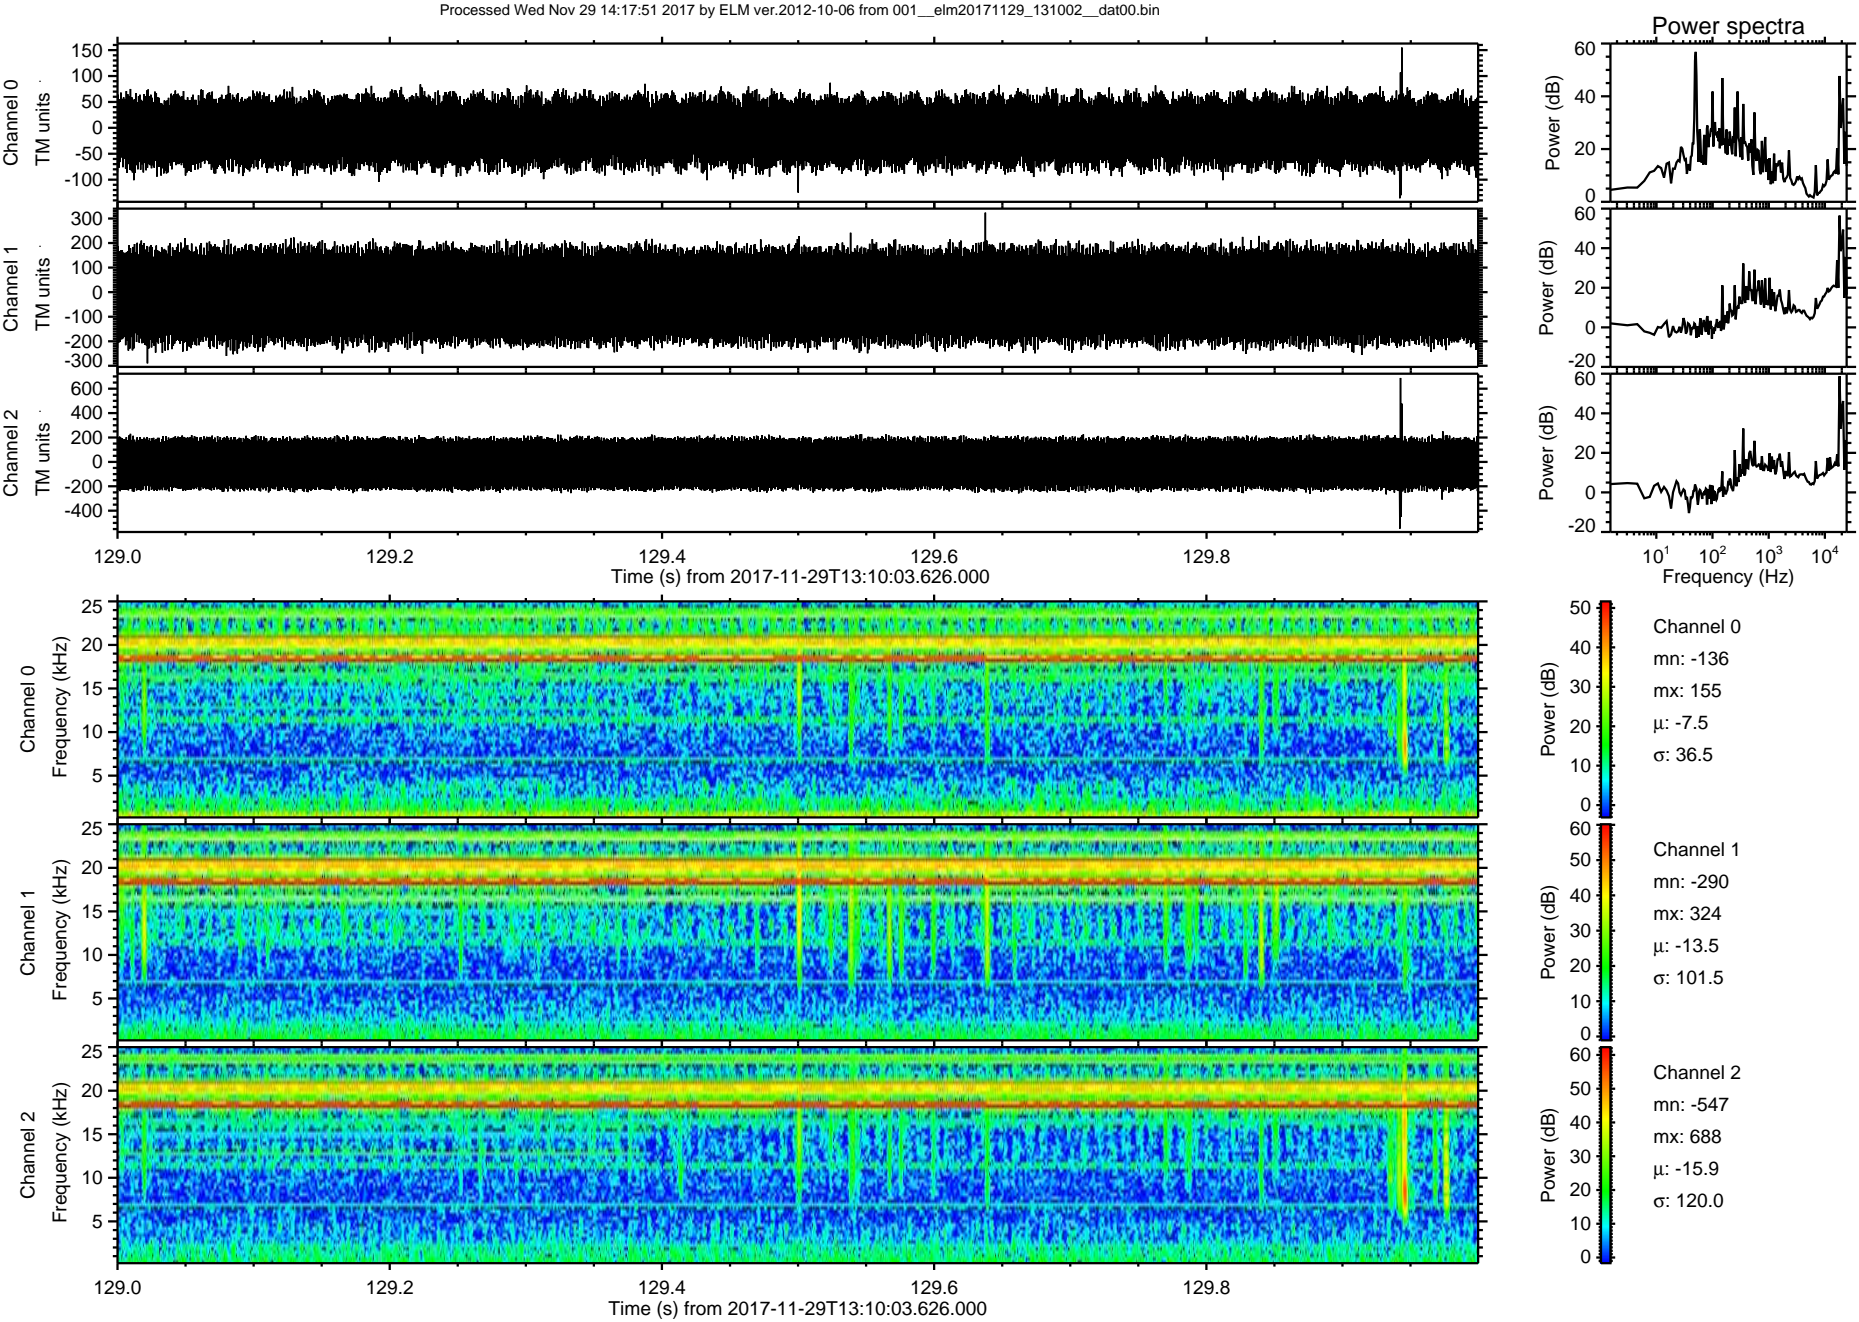 Processed Wed Nov 29 14:17:51 2017 by ELM ver.2012-10-06 from 001__elm20171129_131002__dat00.bin
Power spectra
Channel 0
TM units
150
100
50
0
-50
-100
Power (dB)
60
40
20
0
Channel 1
TM units
300
200
100
0
-100
-200
-300
Power (dB)
60
40
20
0
-20
Channel 2
TM units
600
400
200
0
-200
-400
Power (dB)
60
40
20
0
-20
129.0 129.2 129.4 129.6 129.8
Time (s) from 2017-11-29T13:10:03.626.000
10^1 10^2 10^3 10^4
Frequency (Hz)
Channel 0
Frequency (kHz)
25
20
15
10
5
Power (dB)
50
40
30
20
10
0
Channel 0
mn: -136
mx: 155
μ: -7.5
σ: 36.5
Channel 1
Frequency (kHz)
25
20
15
10
5
Power (dB)
60
50
40
30
20
10
0
Channel 1
mn: -290
mx: 324
μ: -13.5
σ: 101.5
Channel 2
Frequency (kHz)
25
20
15
10
5
Power (dB)
60
50
40
30
20
10
0
Channel 2
mn: -547
mx: 688
μ: -15.9
σ: 120.0
129.0 129.2 129.4 129.6 129.8
Time (s) from 2017-11-29T13:10:03.626.000